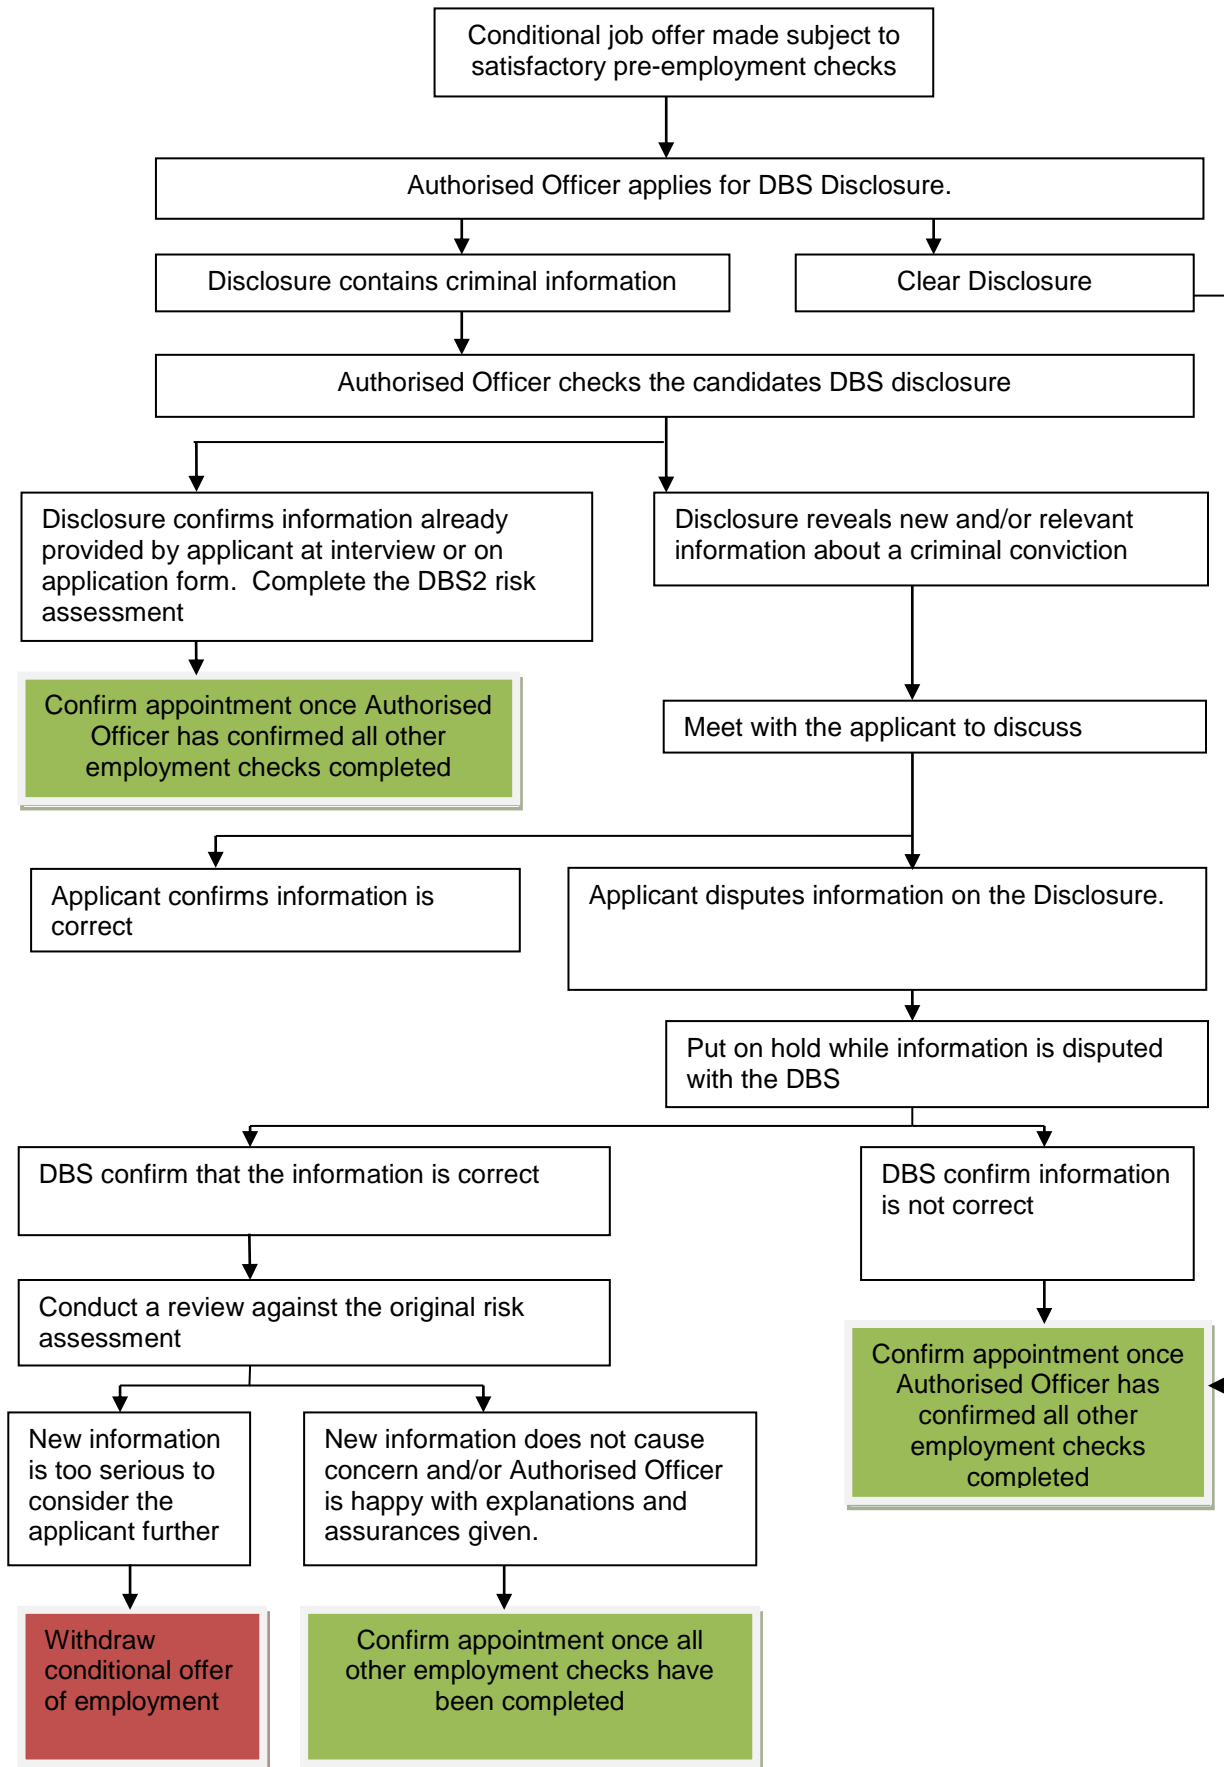 Conditional job offer made subject to
satisfactory pre-employment checks
Authorised Officer applies for DBS Disclosure.
Disclosure contains criminal information
Clear Disclosure
Authorised Officer checks the candidates DBS disclosure
Disclosure confirms information already
provided by applicant at interview or on
application form.  Complete the DBS2 risk
assessment
Disclosure reveals new and/or relevant
information about a criminal conviction
Confirm appointment once Authorised
Officer has confirmed all other
employment checks completed
Meet with the applicant to discuss
Applicant confirms information is
correct
Applicant disputes information on the Disclosure.
Put on hold while information is disputed
with the DBS
DBS confirm that the information is correct
DBS confirm information
is not correct
Conduct a review against the original risk
assessment
Confirm appointment once
Authorised Officer has
confirmed all other
employment checks
completed
New information
is too serious to
consider the
applicant further
New information does not cause
concern and/or Authorised Officer
is happy with explanations and
assurances given.
Withdraw
conditional offer
of employment
Confirm appointment once all
other employment checks have
been completed